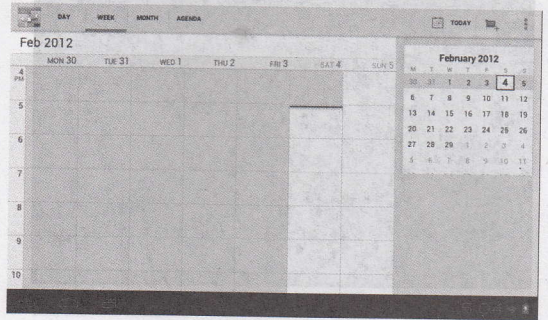 DAY WEEK MONTH AGENDA TODAY
Feb 2012
MON 30 TUE 31 WED 1 THU 2 FRI 3 SAT 4 SUN 5
4
PM
5
6
7
8
9
10
February 2012
M T W T F S S
30 31 1 2 3 4 5
6 7 8 9 10 11 12
13 14 15 16 17 18 19
20 21 22 23 24 25 26
27 28 29 1 2 3 4
5 6 7 8 9 10 11